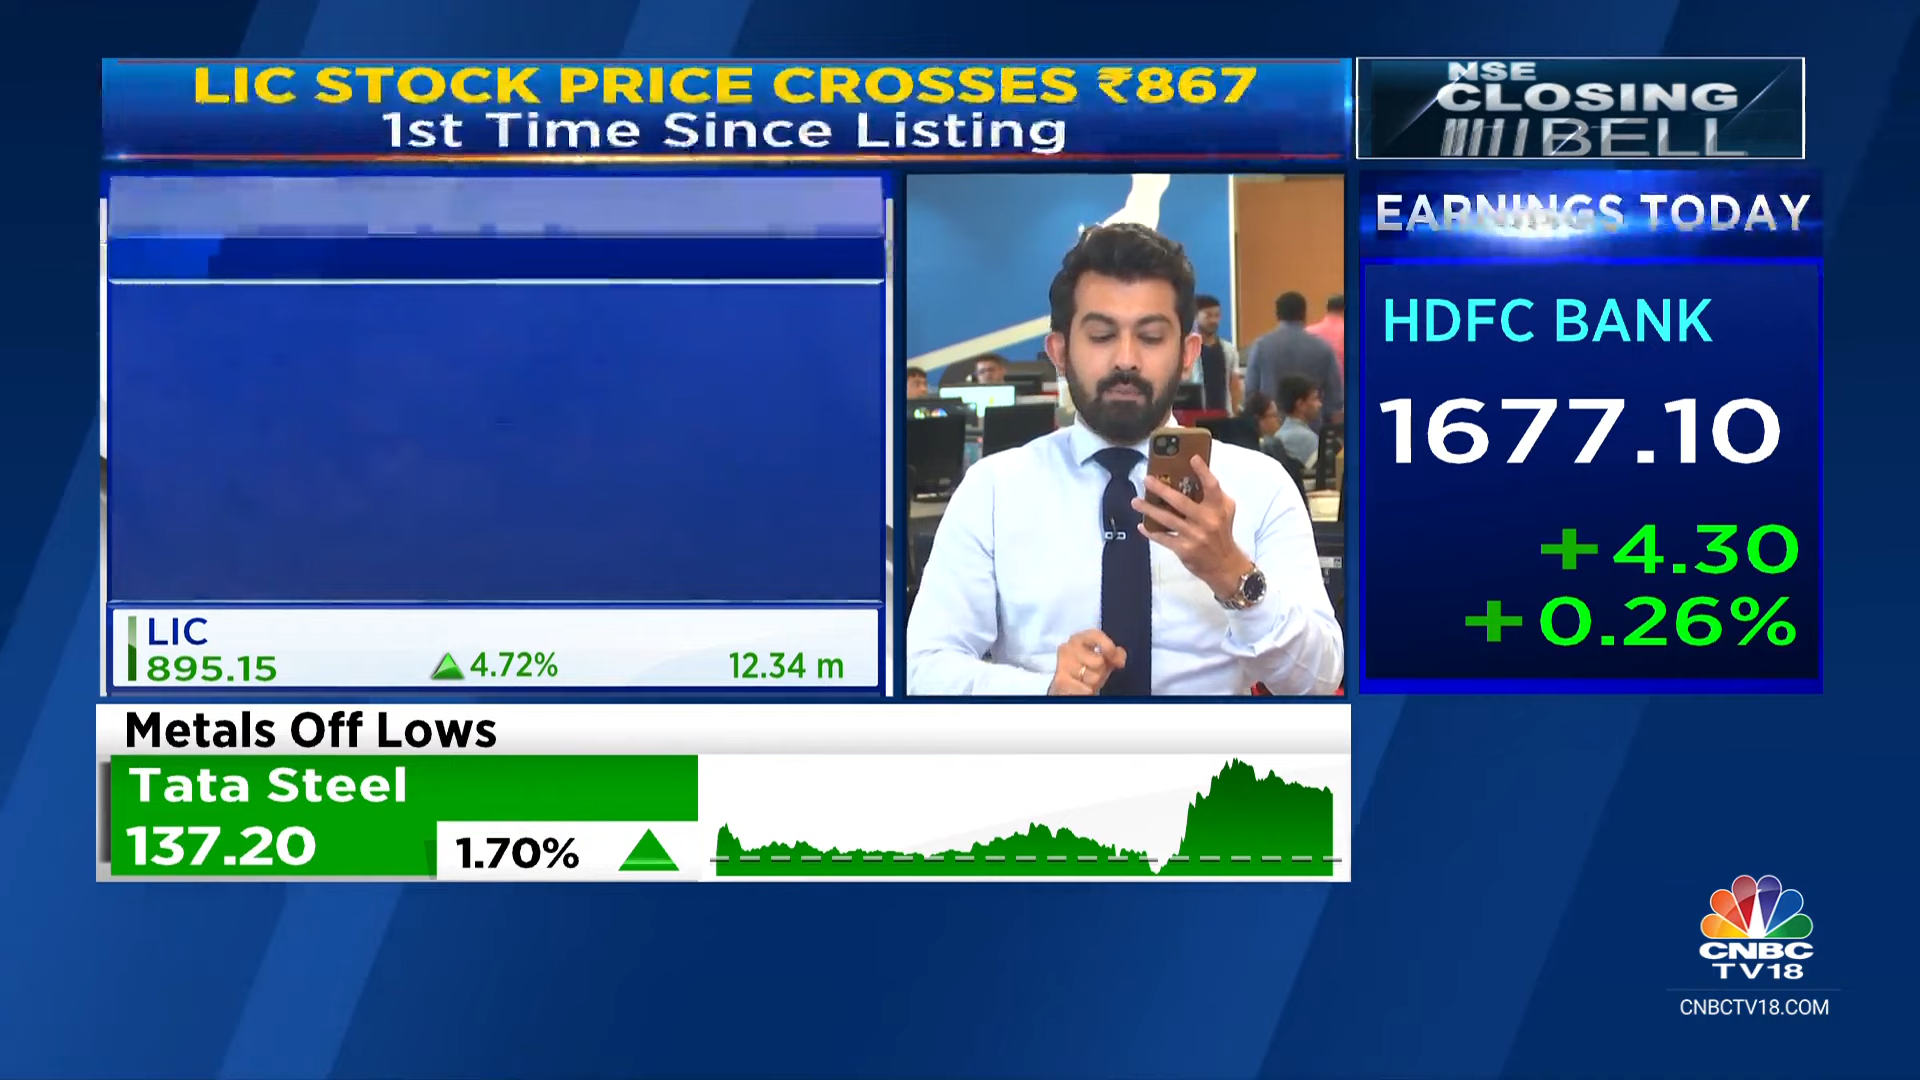 LIC STOCK PRICE CROSSES ₹867
1st Time Since Listing
NSE
CLOSING
BELL
EARNINGS TODAY
HDFC BANK
1677.10
+4.30
+0.26%
LIC
895.15 4.72% 12.34 m
Metals Off Lows
Tata Steel
137.20 1.70%
CNBC
TV18
CNBCTV18.COM